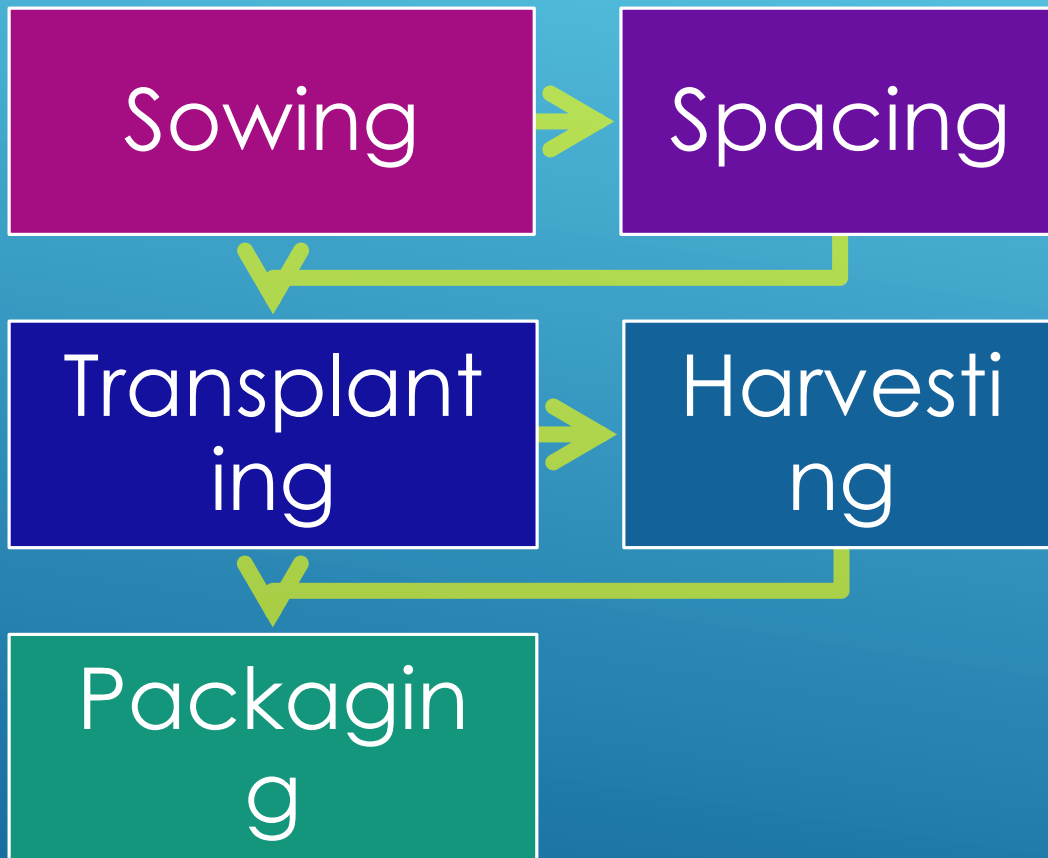 Sowing
Spacing
Transplant
ing
Harvesti
ng
Packagin
g